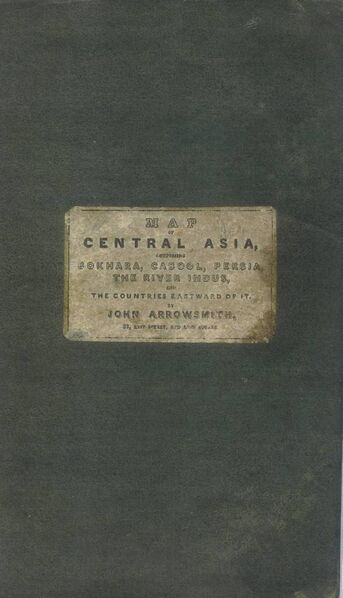 MAP
OF
CENTRAL ASIA,
COMPRISING
BOKHARA, CABOOL, PERSIA,
THE RIVER INDUS,
AND
THE COUNTRIES EASTWARD OF IT.
BY
JOHN ARROWSMITH,